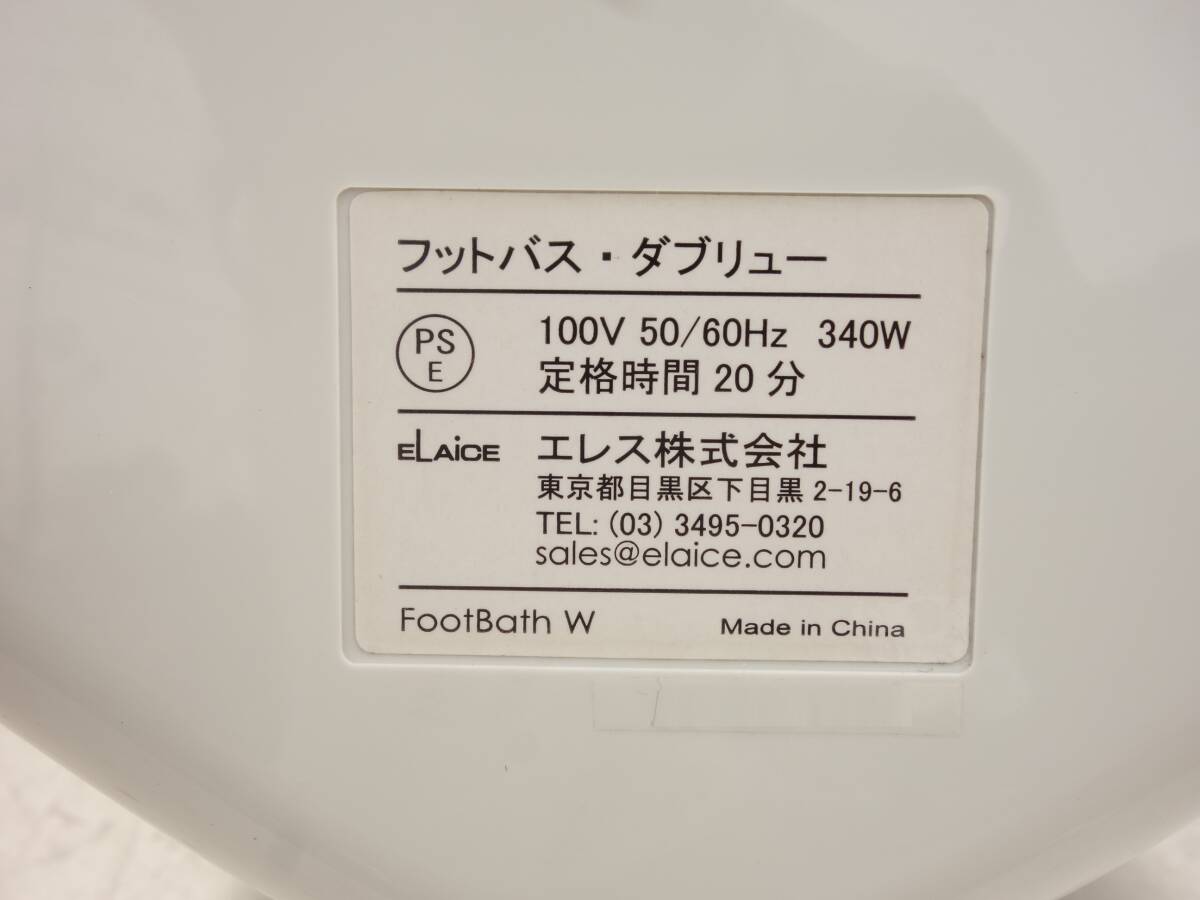 フットバス・ダブリュー
PS
E
100V 50/60Hz 340W
定格時間 20 分
eLaiCE
エレス株式会社
東京都目黒区下目黒 2-19-6
TEL: (03) 3495-0320
sales@elaice.com
FootBath W
Made in China